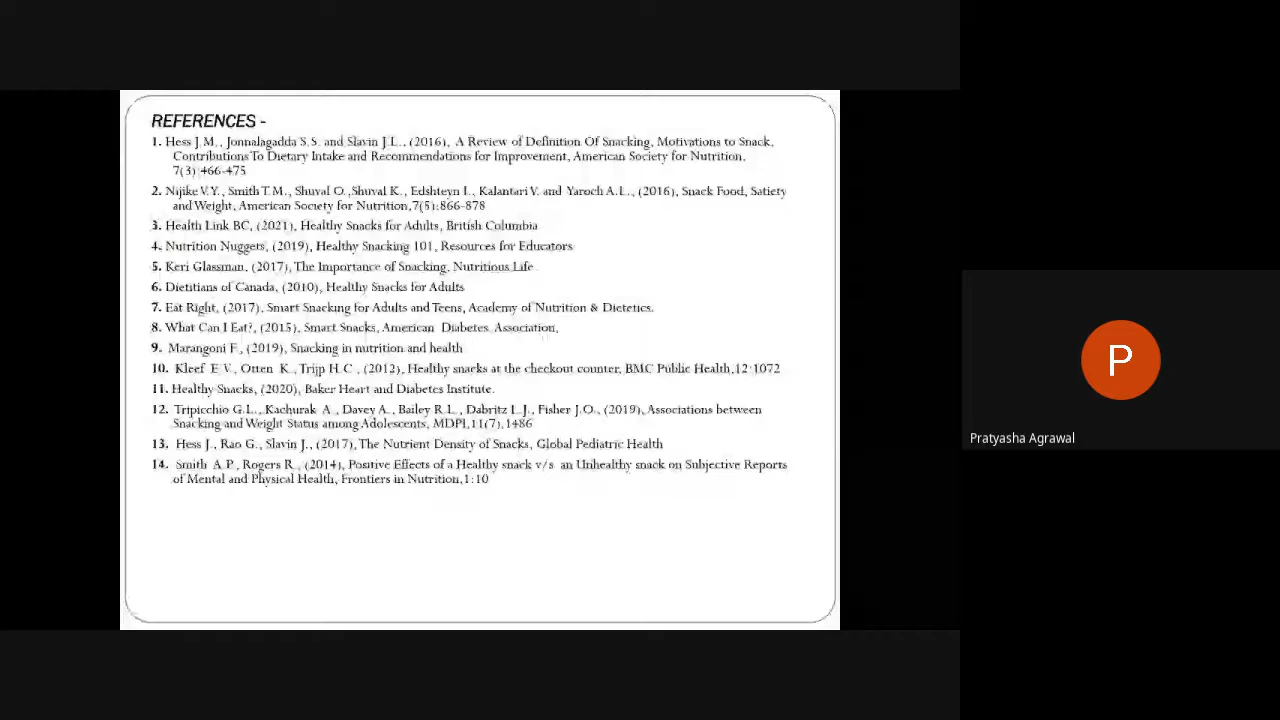 REFERENCES -
1. Hess J.M., Jonnalagadda S.S. and Slavin J.L., (2016), A Review of Definition Of Snacking, Motivations to Snack,
Contributions To Dietary Intake and Recommendations for Improvement, American Society for Nutrition,
7(3):466-475
2. Njike V.Y., Smith T.M., Shuval O., Shuval K., Edshteyn I., Kalantari V. and Yaroch A.L., (2016), Snack Food, Satiety
and Weight, American Society for Nutrition,7(5):866-878
3. Health Link BC, (2021), Healthy Snacks for Adults, British Columbia
4. Nutrition Nuggets, (2019), Healthy Snacking 101, Resources for Educators
5. Keri Glassman, (2017), The Importance of Snacking, Nutritious Life
6. Dietitians of Canada, (2010), Healthy Snacks for Adults
7. Eat Right, (2017), Smart Snacking for Adults and Teens, Academy of Nutrition & Dietetics.
8. What Can I Eat?, (2015), Smart Snacks, American Diabetes Association,
9. Marangoni F., (2019), Snacking in nutrition and health
10. Kleef E.V., Otten K., Trijp H.C., (2012), Healthy snacks at the checkout counter, BMC Public Health,12:1072
11. Healthy Snacks, (2020), Baker Heart and Diabetes Institute.
12. Tripicchio G.L., Kachurak A., Davey A., Bailey R.L., Dabritz L.J., Fisher J.O., (2019), Associations between
Snacking and Weight Status among Adolescents, MDPI,11(7),1486
13. Hess J., Rao G., Slavin J., (2017), The Nutrient Density of Snacks, Global Pediatric Health
14. Smith A.P., Rogers R., (2014), Positive Effects of a Healthy snack v/s. an Unhealthy snack on Subjective Reports
of Mental and Physical Health, Frontiers in Nutrition,1:10
P
Pratyasha Agrawal